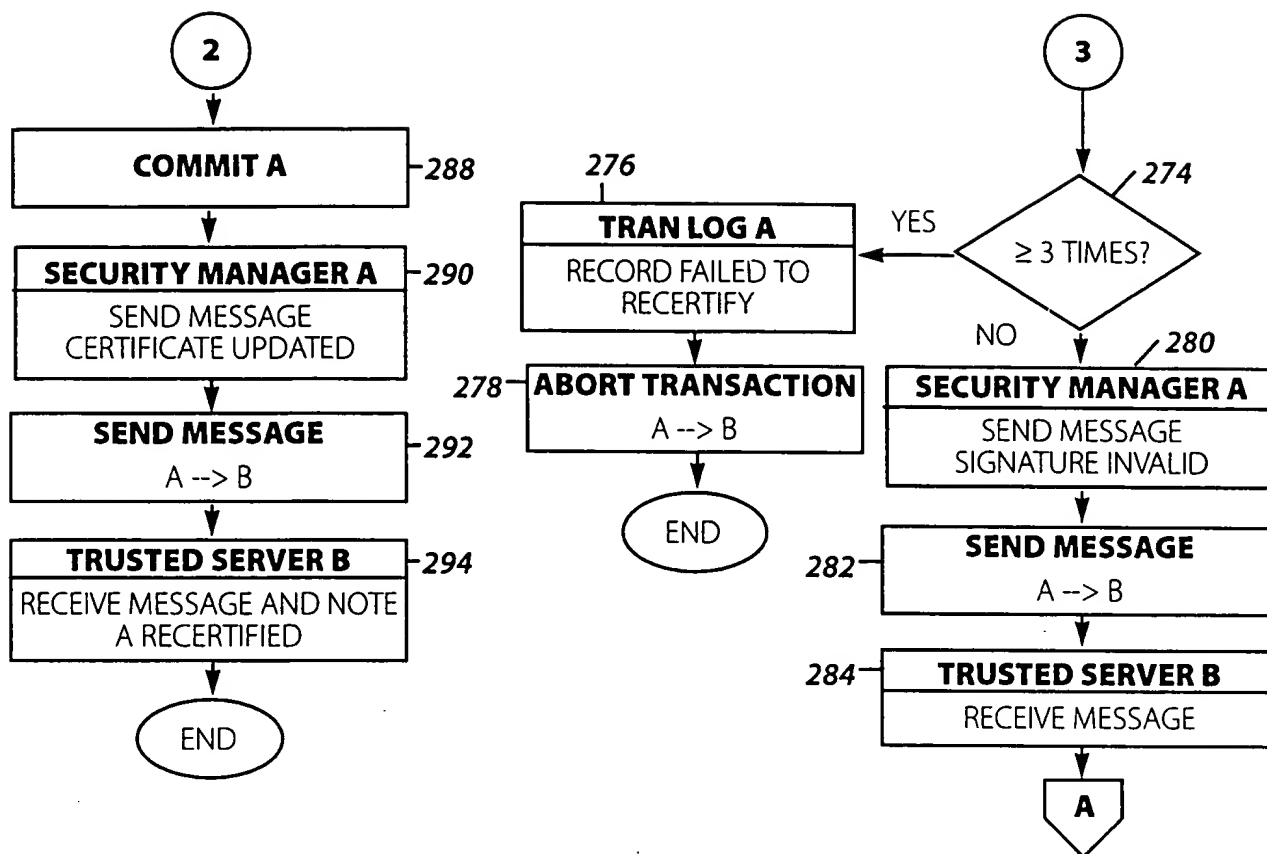 2
COMMIT A
288
SECURITY MANAGER A
290
SEND MESSAGE
CERTIFICATE UPDATED
SEND MESSAGE
292
A --> B
TRUSTED SERVER B
294
RECEIVE MESSAGE AND NOTE
A RECERTIFIED
END
3
274
≥ 3 TIMES?
YES
276
TRAN LOG A
RECORD FAILED TO
RECERTIFY
278
ABORT TRANSACTION
A --> B
END
NO
280
SECURITY MANAGER A
SEND MESSAGE
SIGNATURE INVALID
SEND MESSAGE
282
A --> B
284
TRUSTED SERVER B
RECEIVE MESSAGE
A